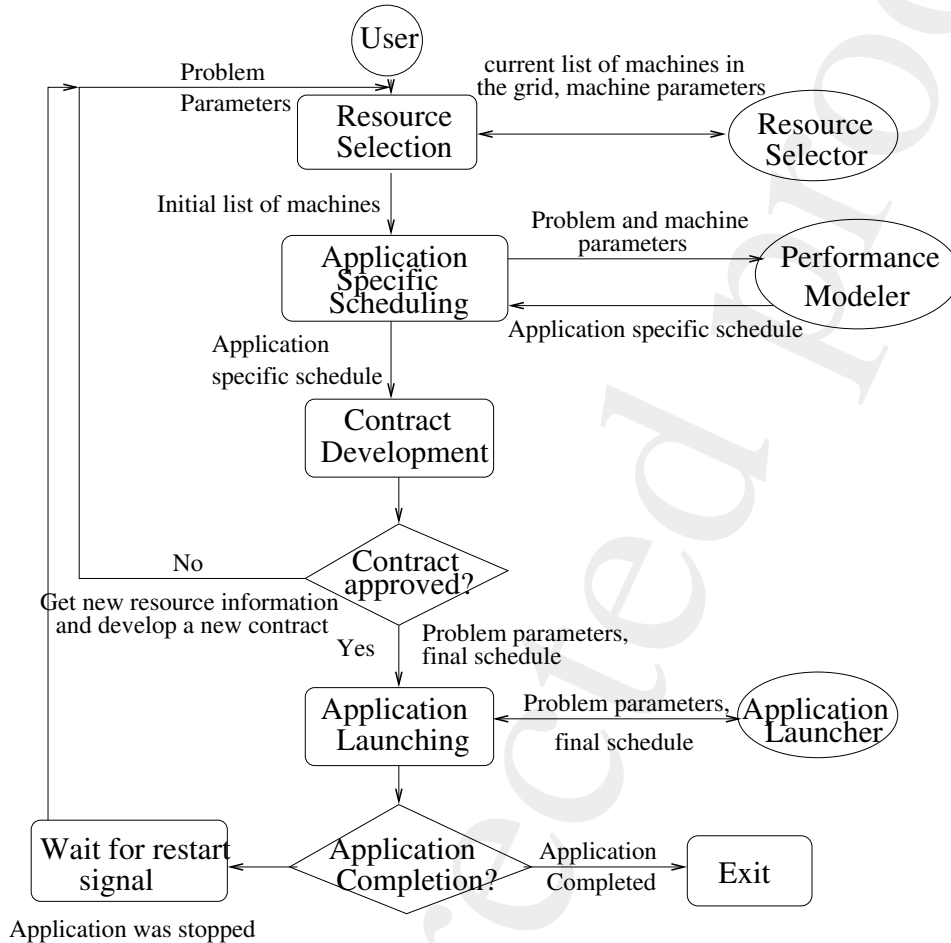 User
Problem
Parameters
current list of machines in
the grid, machine parameters
Resource
Selection
Resource
Selector
Initial list of machines
Problem and machine
parameters
Application
Specific
Scheduling
Performance
Modeler
Application specific schedule
Application
specific schedule
Contract
Development
No
Contract
approved?
Get new resource information
and develop a new contract
Yes
Problem parameters,
final schedule
Application
Launching
Problem parameters,
final schedule
Application
Launcher
Wait for restart
signal
Application
Completion?
Application
Completed
Exit
Application was stopped